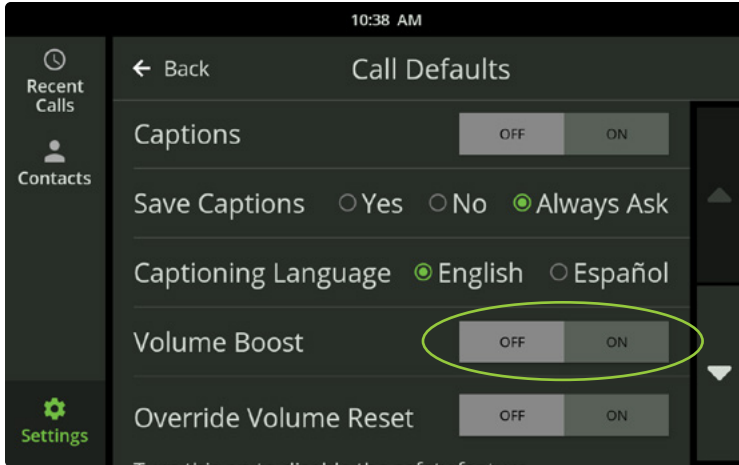 10:38 AM
Recent
Calls
Contacts
Settings
Back Call Defaults
Captions OFF ON
Save Captions Yes No Always Ask
Captioning Language English Español
Volume Boost OFF ON
Override Volume Reset OFF ON